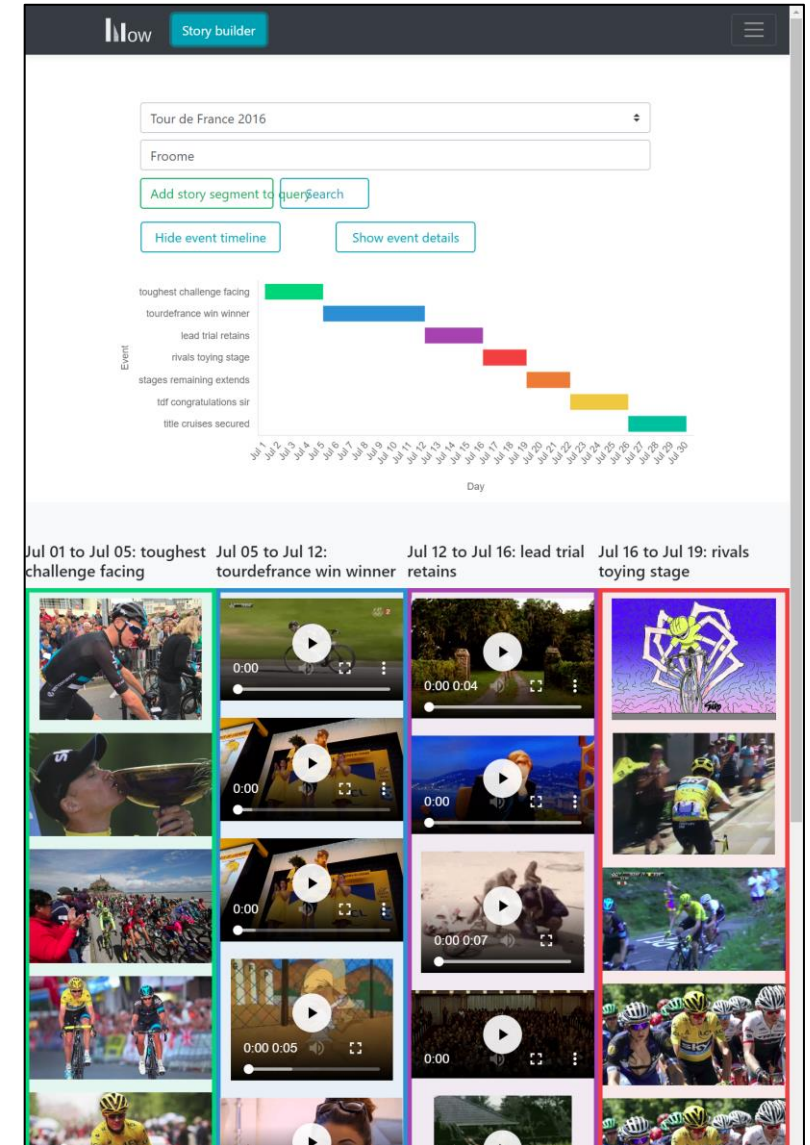 Now Story builder
Tour de France 2016
Froome
Add story segment to query Search
Hide event timeline Show event details
toughest challenge facing
tourdefrance win winner
lead trial retains
rivals toying stage
stages remaining extends
tdf congratulations sir
title cruises secured
Event
Jul 1 Jul 2 Jul 3 Jul 4 Jul 5 Jul 6 Jul 7 Jul 8 Jul 9 Jul 10 Jul 11 Jul 12 Jul 13 Jul 14 Jul 15 Jul 16 Jul 17 Jul 18 Jul 19 Jul 20 Jul 21 Jul 22 Jul 23 Jul 24 Jul 25 Jul 26 Jul 27 Jul 28 Jul 29 Jul 30
Day
Jul 01 to Jul 05: toughest
challenge facing
Jul 05 to Jul 12:
tourdefrance win winner
Jul 12 to Jul 16: lead trial
retains
Jul 16 to Jul 19: rivals
toying stage
0:00
0:00 0:04
0:00
0:00
0:00
0:00 0:07
0:00 0:05
0:00
SKY